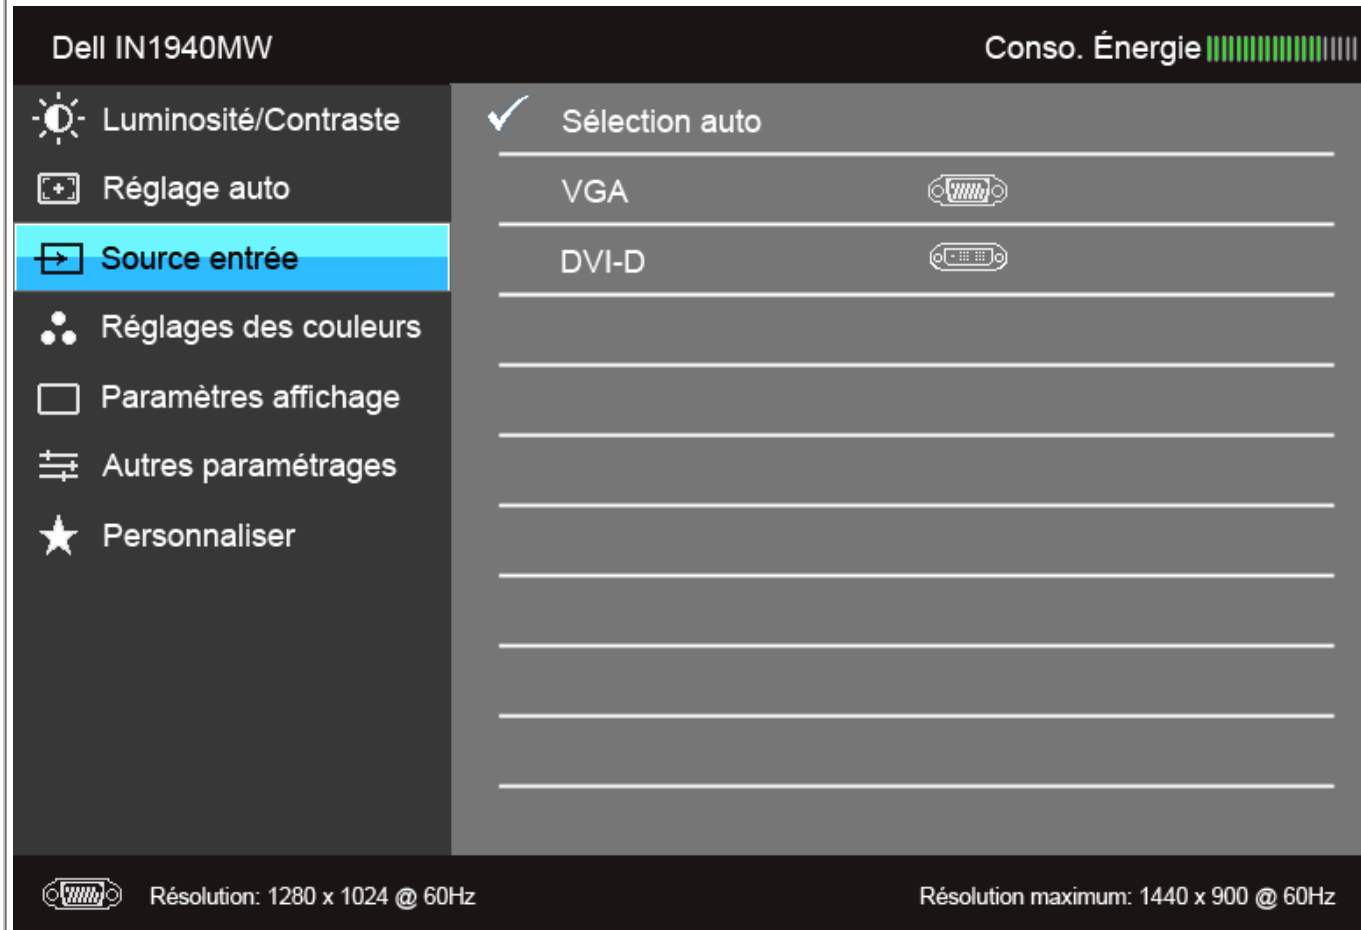 Dell IN1940MW
Conso. Énergie
Luminosité/Contraste
Réglage auto
Source entrée
Réglages des couleurs
Paramètres affichage
Autres paramétrages
Personnaliser
Sélection auto
VGA
DVI-D
Résolution: 1280 x 1024 @ 60Hz
Résolution maximum: 1440 x 900 @ 60Hz